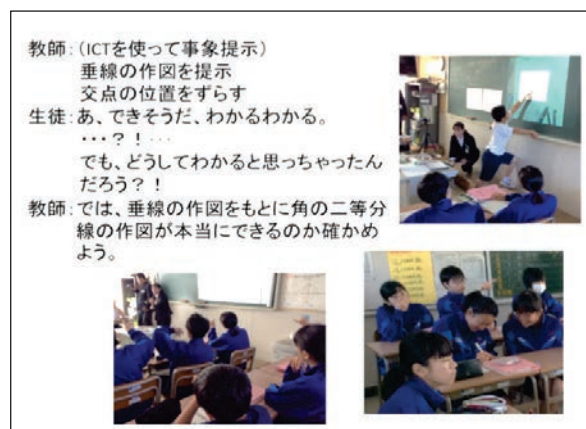 教師：（ICTを使って事象提示）
垂線の作図を提示
交点の位置をずらす
生徒：あ、できそうだ、わかるわかる。
・・・？！・・・
でも、どうしてわかると思っちゃったん
だろう？！
教師：では、垂線の作図をもとに角の二等分
線の作図が本当にできるのか確かめ
よう。